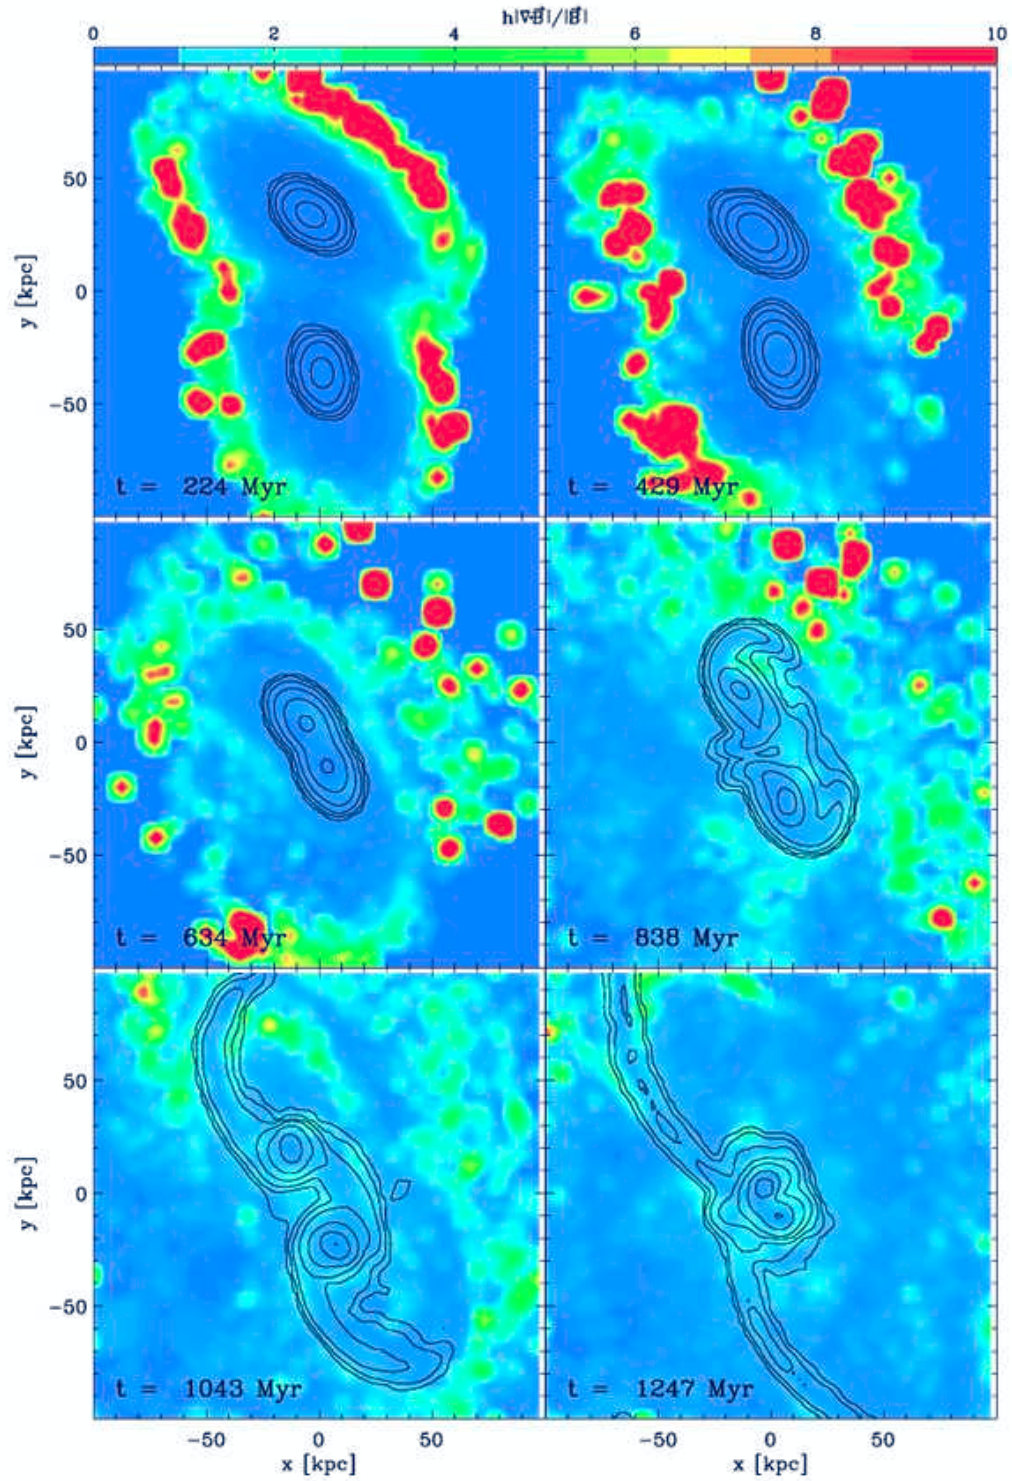 h|∇·B⃗|/|B⃗|
0 2 4 6 8 10
y [kpc] 50 0 −50
t = 224 Myr t = 429 Myr
y [kpc] 50 0 −50
t = 634 Myr t = 838 Myr
y [kpc] 50 0 −50
t = 1043 Myr t = 1247 Myr
−50 0 50 −50 0 50
x [kpc] x [kpc]